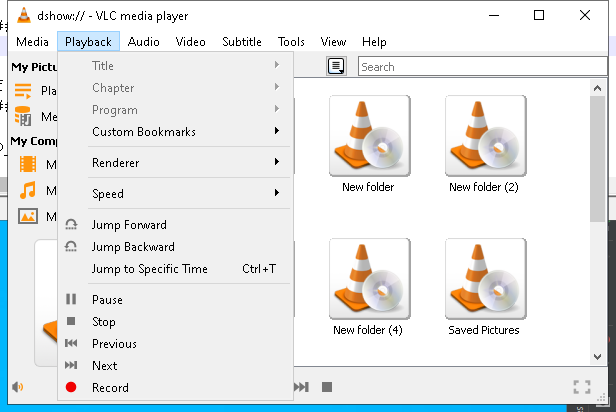 dshow:// - VLC media player
Media Playback Audio Video Subtitle Tools View Help
My Pictu
Title
Search
Pla
Chapter
Me
Program
My Comp
Custom Bookmarks
M
Renderer
New folder
New folder (2)
M
Speed
M
Jump Forward
Jump Backward
Jump to Specific Time Ctrl+T
Pause
Stop
New folder (4)
Saved Pictures
Previous
Next
Record